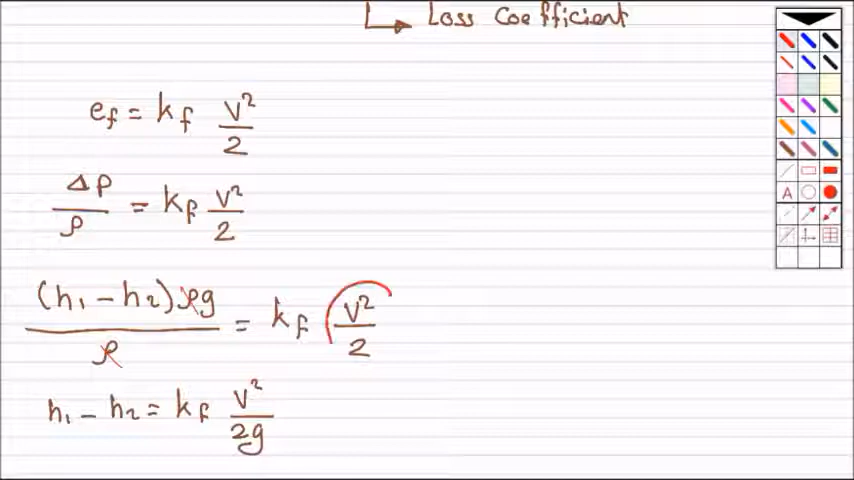 Loss Coefficient
e_f = k_f V²/2
ΔP/ρ = k_f V²/2
(h₁ - h₂)ρg/ρ = k_f V²/2
h₁ - h₂ = k_f V²/2g
A